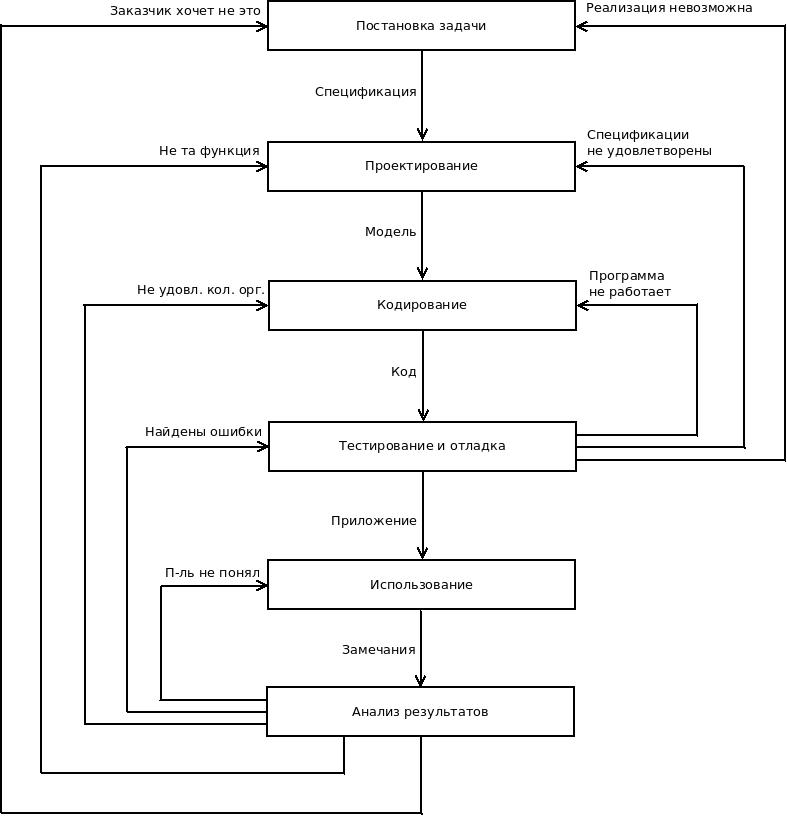 Заказчик хочет не это
Реализация невозможна
Постановка задачи
Спецификация
Спецификации
не удовлетворены
Не та функция
Проектирование
Модель
Программа
не работает
Не удовл. кол. орг.
Кодирование
Код
Найдены ошибки
Тестирование и отладка
Приложение
П-ль не понял
Использование
Замечания
Анализ результатов